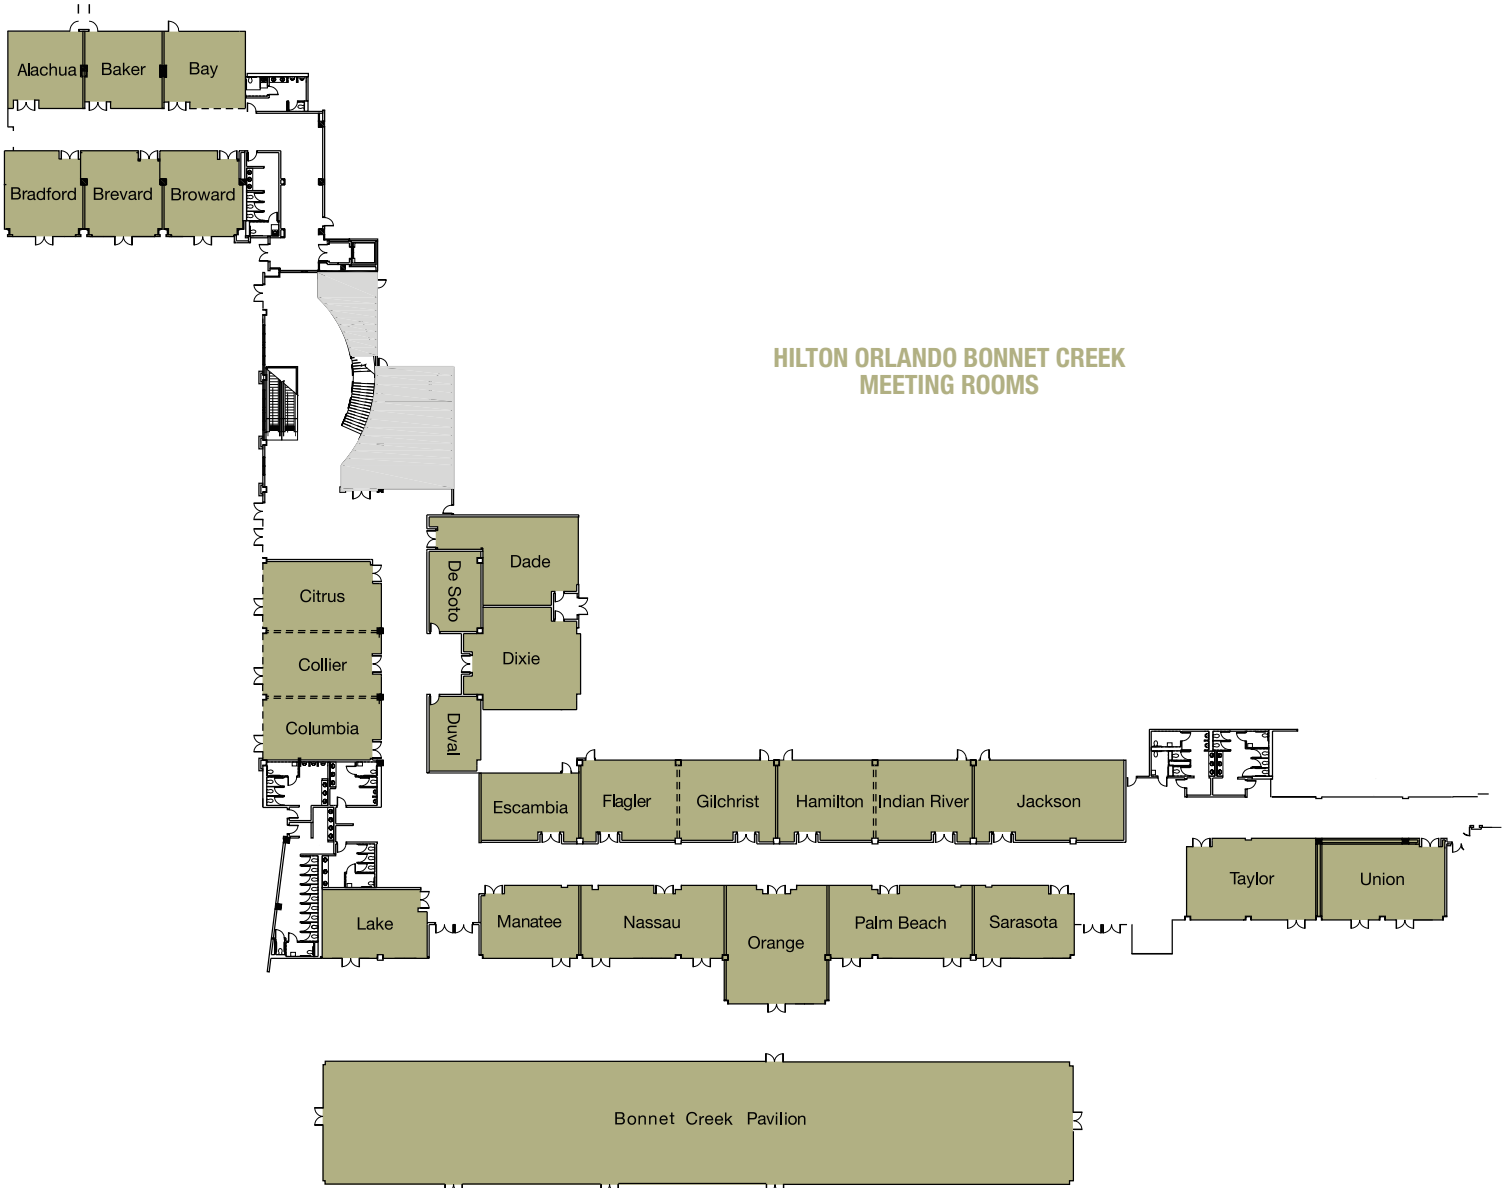 Alachua
Baker
Bay
Bradford
Brevard
Broward
HILTON ORLANDO BONNET CREEK
MEETING ROOMS
Dade
De Soto
Citrus
Dixie
Collier
Duval
Columbia
Escambia
Flagler
Gilchrist
Hamilton
Indian River
Jackson
Taylor
Union
Lake
Manatee
Nassau
Orange
Palm Beach
Sarasota
Bonnet Creek Pavilion